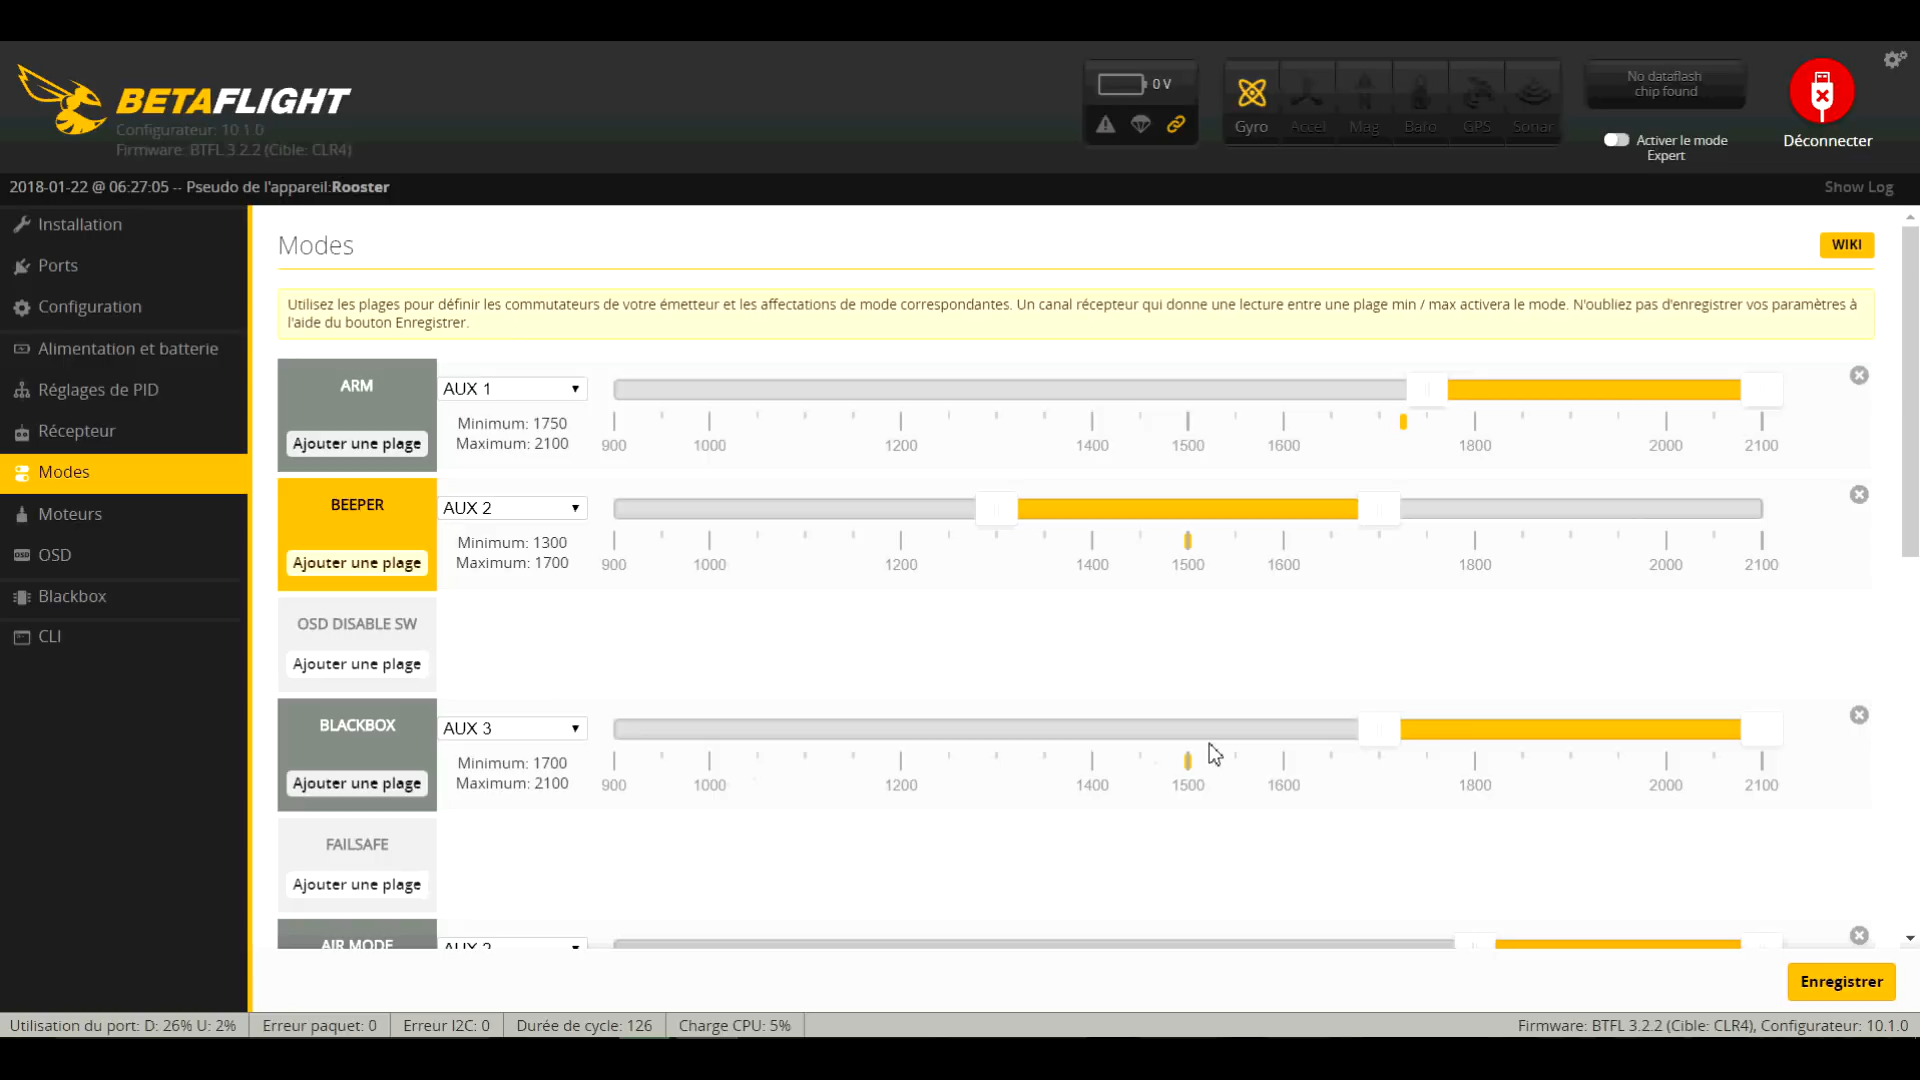 BETAFLIGHT
Configurateur: 10.1.0
Firmware: BTFL 3.2.2 (Cible: CLR4)
0 V
Gyro Accel Mag Baro GPS Sonar
No dataflash
chip found
Activer le mode
Expert
Déconnecter
2018-01-22 @ 06:27:05 -- Pseudo de l'appareil:Rooster
Show Log
Installation
Ports
Configuration
Alimentation et batterie
Réglages de PID
Récepteur
Modes
Moteurs
OSD
Blackbox
CLI
Modes
WIKI
Utilisez les plages pour définir les commutateurs de votre émetteur et les affectations de mode correspondantes. Un canal récepteur qui donne une lecture entre une plage min / max activera le mode. N'oubliez pas d'enregistrer vos paramètres à
l'aide du bouton Enregistrer.
ARM
Ajouter une plage
AUX 1
Minimum: 1750
Maximum: 2100
900 1000 1200 1400 1500 1600 1800 2000 2100
BEEPER
Ajouter une plage
AUX 2
Minimum: 1300
Maximum: 1700
900 1000 1200 1400 1500 1600 1800 2000 2100
OSD DISABLE SW
Ajouter une plage
BLACKBOX
Ajouter une plage
AUX 3
Minimum: 1700
Maximum: 2100
900 1000 1200 1400 1500 1600 1800 2000 2100
FAILSAFE
Ajouter une plage
AIR MODE
AUX 2
Enregistrer
Utilisation du port: D: 26% U: 2%
Erreur paquet: 0
Erreur I2C: 0
Durée de cycle: 126
Charge CPU: 5%
Firmware: BTFL 3.2.2 (Cible: CLR4), Configurateur: 10.1.0